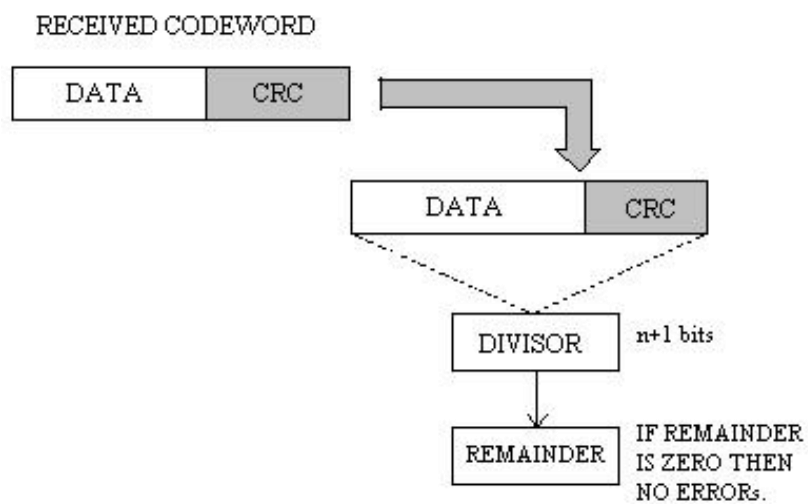 RECEIVED CODEWORD
DATA CRC
DATA CRC
DIVISOR n+1 bits
REMAINDER
IF REMAINDER
IS ZERO THEN
NO ERRORs.